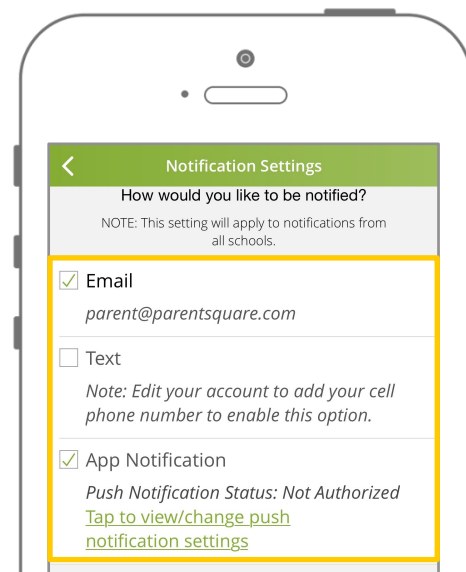 Notification Settings
How would you like to be notified?
NOTE: This setting will apply to notifications from
all schools.
Email
parent@parentsquare.com
Text
Note: Edit your account to add your cell
phone number to enable this option.
App Notification
Push Notification Status: Not Authorized
Tap to view/change push
notification settings